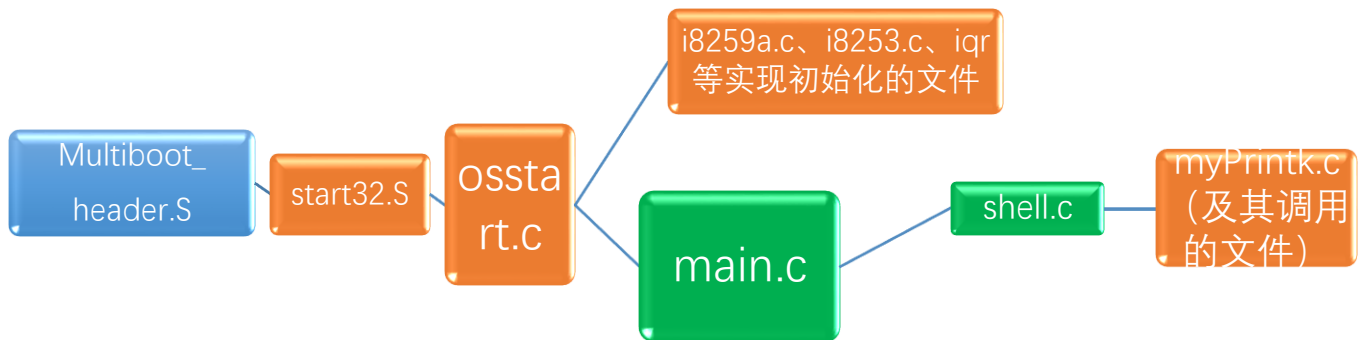 Multiboot_
header.S
start32.S
ossta
rt.c
i8259a.c、i8253.c、iqr
等实现初始化的文件
main.c
shell.c
myPrintk.c
（及其调用
的文件）